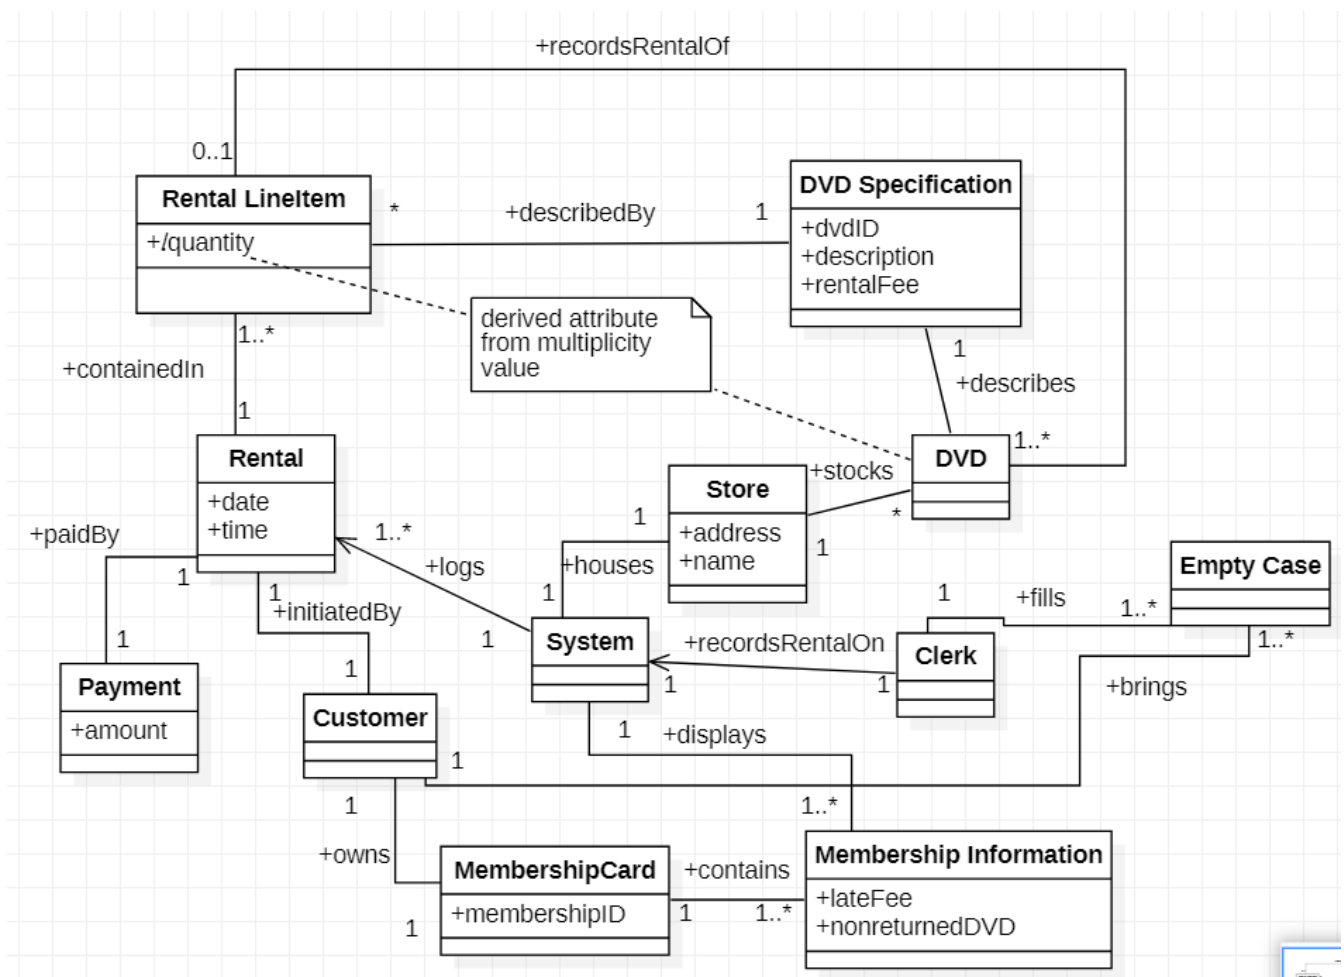 +recordsRentalOf
0..1
Rental LineItem
+/quantity
*
+describedBy
1
DVD Specification
+dvdID
+description
+rentalFee
derived attribute
from multiplicity
value
1..*
+containedIn
1
1
+describes
Rental
+date
+time
DVD
1..*
+stocks
*
1
Store
+address
+name
1
+houses
1
+paidBy
1
1
1..*
+logs
1
1
+initiatedBy
1
System
+recordsRentalOn
1
1
Clerk
1
+fills
1..*
Empty Case
1..*
+brings
1
Payment
+amount
Customer
1
+displays
1..*
1
+owns
1
MembershipCard
+membershipID
+contains
1
1..*
Membership Information
+lateFee
+nonreturnedDVD